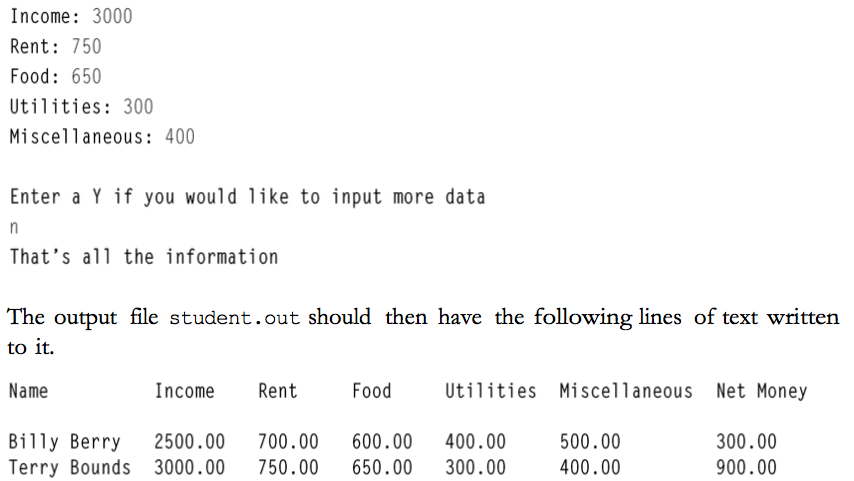 Income: 3000
Rent: 750
Food: 650
Utilities: 300
Miscellaneous: 400
Enter a Y if you would like to input more data
n
That's all the information
The output file student.out should then have the following lines of text written
to it.
Name Income Rent Food Utilities Miscellaneous Net Money
Billy Berry 2500.00 700.00 600.00 400.00 500.00 300.00
Terry Bounds 3000.00 750.00 650.00 300.00 400.00 900.00